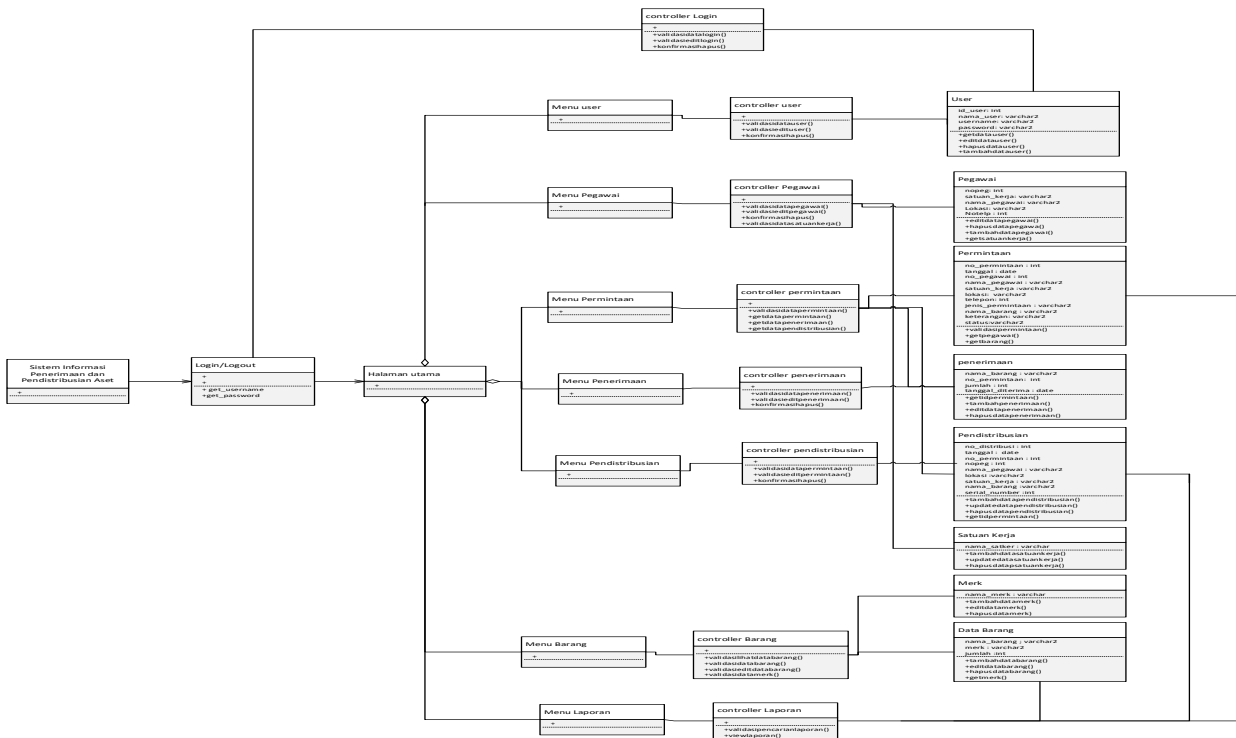 controller Login
+
+validasidatalogin()
+validasieditlogin()
+konfirmasihapus()
Menu user
+
controller user
+
+validasidatauser()
+validasiedituser()
+konfirmasihapus()
User
id_user: int
nama_user: varchar2
username: varchar2
password: varchar2
+getdatauser()
+editdatauser()
+hapusdatauser()
+tambahdatauser()
Menu Pegawai
+
controller Pegawai
+
+validasidatapegawai()
+validasieditpegawai()
+konfirmasihapus()
+validasidatasatuankerja()
Pegawai
nopeg: int
satuan_kerja: varchar2
nama_pegawai: varchar2
Lokasi: varchar2
Notelp : int
+editdatapegawai()
+hapusdatapegawa()
+tambahdatapegawai()
+getsatuankerja()
Menu Permintaan
+
controller permintaan
+
+validasidatapermintaan()
+getdatapermintaan()
+getdatapenerimaan()
+getdatapendistribusian()
Permintaan
no_permintaan : int
tanggal : date
no_pegawai : int
nama_pegawai : varchar2
satuan_kerja :varchar2
lokasi: varchar2
telepon: int
jenis_permintaan : varchar2
nama_barang : varchar2
keterangan: varchar2
status:varchar2
+validasipermintaan()
+getpegawai()
+getbarang()
Sistem Informasi
Penerimaan dan
Pendistribusian Aset
+
Login/Logout
+
+
+ get_username
+get_password
Halaman utama
+
Menu Penerimaan
+
controller penerimaan
+
+validasidatapenerimaan()
+validasieditpenerimaan()
+konfirmasihapus()
penerimaan
nama_barang : varchar2
no_permintaan: int
jumlah : int
tanggal_diterima : date
+getidpermintaan()
+tambahpenerimaan()
+editdatapenerimaan()
+hapusdatapenerimaan()
Menu Pendistribusian
+
controller pendistribusian
+
+validasidatapermintaan()
+validasieditpermintaan()
+konfirmasihapus()
Pendistribusian
no_distribusi : int
tanggal : date
no_permintaan : int
nopeg : int
nama_pegawai : varchar2
lokasi :varchar2
satuan_kerja : varchar2
nama_barang :varchar2
serial_number :int
+tambahdatapendistribusian()
+updatedatapendistribusian()
+hapusdatapendistribusian()
+getidpermintaan()
Satuan Kerja
nama_satker : varchar
+tambahdatasatuankerja()
+updatedatasatuankerja()
+hapusdatapsatuankerja()
Merk
nama_merk : varchar
+tambahdatamerk()
+editdatamerk()
+hapusdatamerk)
Menu Barang
+
controller Barang
+
+validasilihatdatabarang()
+validasidatabarang()
+validasieditdatabarang()
+validasidatamerk()
Data Barang
nama_barang ; varchar2
merk : varchar2
jumlah :int
+tambahdatabarang()
+editdatabarang()
+hapusdatabarang()
+getmerk()
Menu Laporan
+
controller Laporan
+
+validasipencarianlaporan()
+viewlaporan()